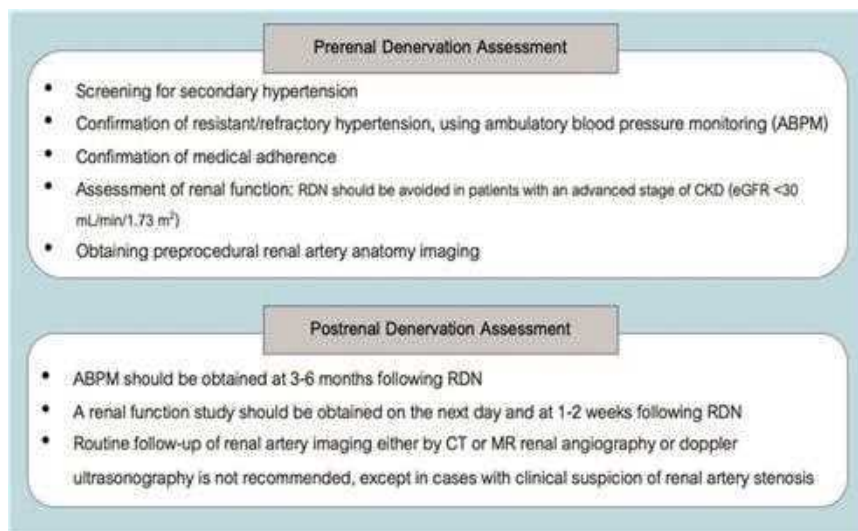 Prerenal Denervation Assessment
• Screening for secondary hypertension
• Confirmation of resistant/refractory hypertension, using ambulatory blood pressure monitoring (ABPM)
• Confirmation of medical adherence
• Assessment of renal function: RDN should be avoided in patients with an advanced stage of CKD (eGFR <30
mL/min/1.73 m²)
• Obtaining preprocedural renal artery anatomy imaging
Postrenal Denervation Assessment
• ABPM should be obtained at 3-6 months following RDN
• A renal function study should be obtained on the next day and at 1-2 weeks following RDN
• Routine follow-up of renal artery imaging either by CT or MR renal angiography or doppler
ultrasonography is not recommended, except in cases with clinical suspicion of renal artery stenosis